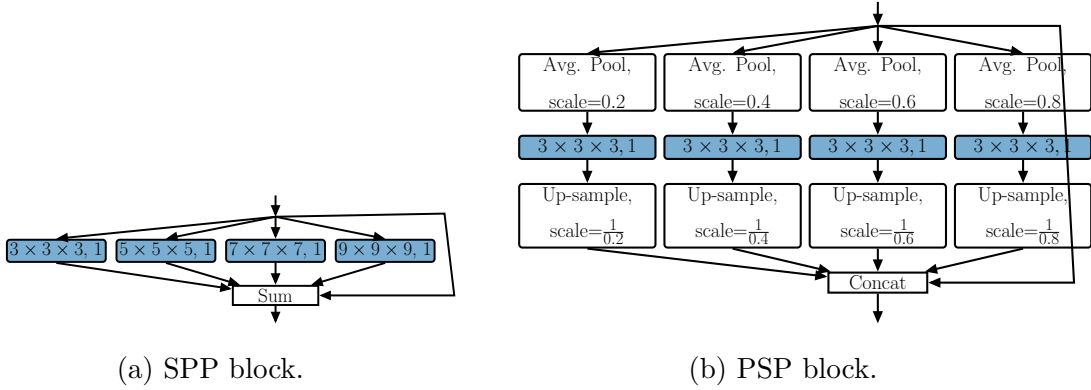 3 × 3 × 3, 1 5 × 5 × 5, 1 7 × 7 × 7, 1 9 × 9 × 9, 1
Sum
(a) SPP block.
Avg. Pool, scale=0.2
Avg. Pool, scale=0.4
Avg. Pool, scale=0.6
Avg. Pool, scale=0.8
3 × 3 × 3, 1 3 × 3 × 3, 1 3 × 3 × 3, 1 3 × 3 × 3, 1
Up-sample, scale=1/0.2
Up-sample, scale=1/0.4
Up-sample, scale=1/0.6
Up-sample, scale=1/0.8
Concat
(b) PSP block.